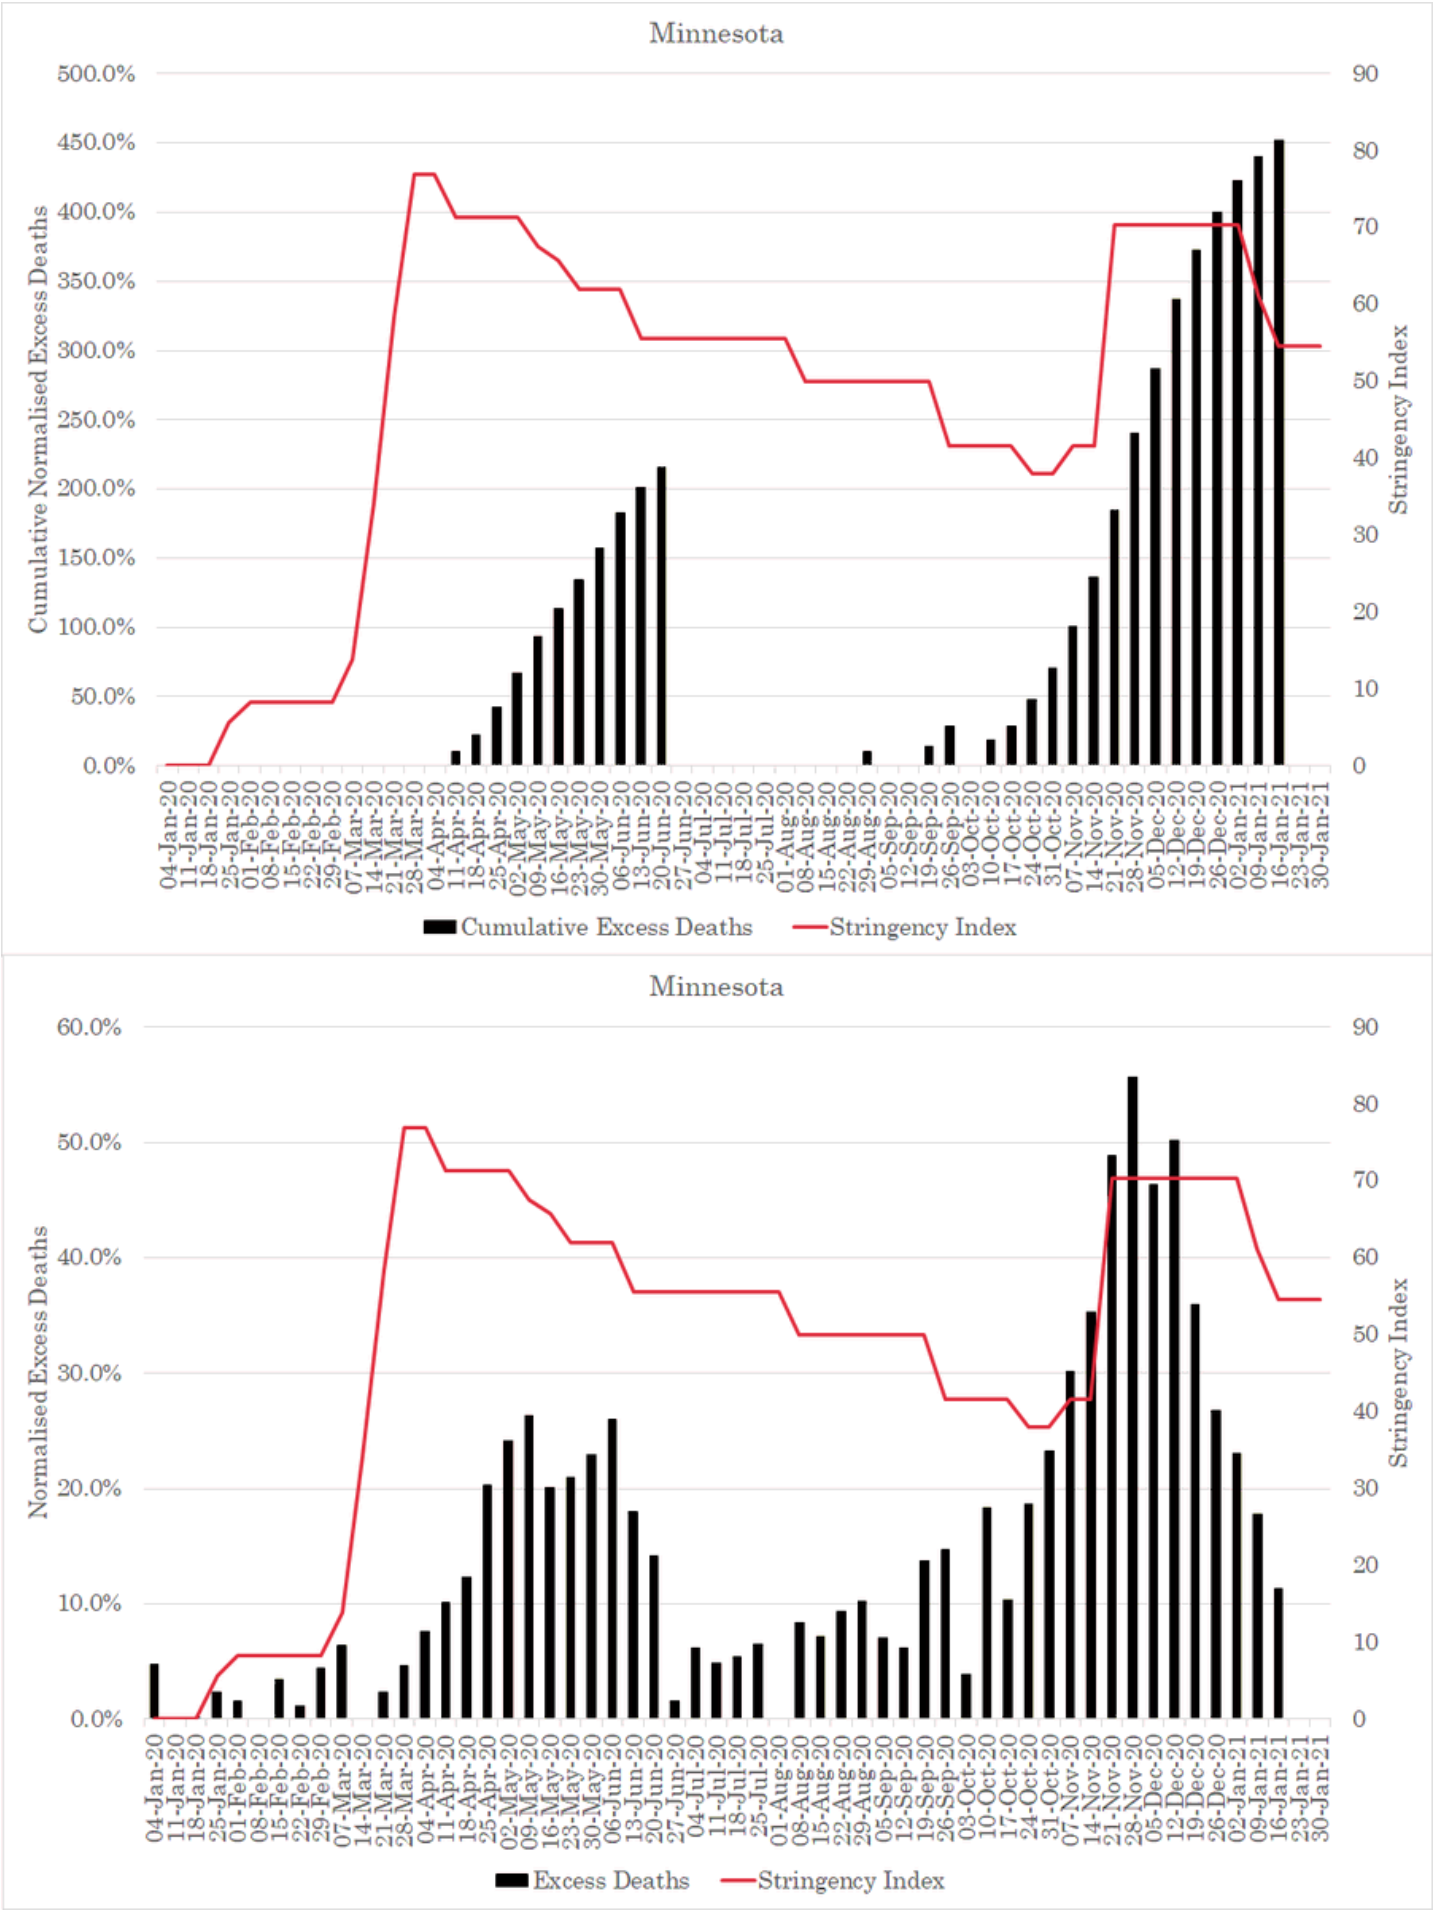 Minnesota
500.0%
450.0%
400.0%
350.0%
300.0%
250.0%
200.0%
150.0%
100.0%
50.0%
0.0%
Cumulative Normalised Excess Deaths
90
80
70
60
50
40
30
20
10
0
Stringency Index
04-Jan-20
11-Jan-20
18-Jan-20
25-Jan-20
01-Feb-20
08-Feb-20
15-Feb-20
22-Feb-20
29-Feb-20
07-Mar-20
14-Mar-20
21-Mar-20
28-Mar-20
04-Apr-20
11-Apr-20
18-Apr-20
25-Apr-20
02-May-20
09-May-20
16-May-20
23-May-20
30-May-20
06-Jun-20
13-Jun-20
20-Jun-20
27-Jun-20
04-Jul-20
11-Jul-20
18-Jul-20
25-Jul-20
01-Aug-20
08-Aug-20
15-Aug-20
22-Aug-20
29-Aug-20
05-Sep-20
12-Sep-20
19-Sep-20
26-Sep-20
03-Oct-20
10-Oct-20
17-Oct-20
24-Oct-20
31-Oct-20
07-Nov-20
14-Nov-20
21-Nov-20
28-Nov-20
05-Dec-20
12-Dec-20
19-Dec-20
26-Dec-20
02-Jan-21
09-Jan-21
16-Jan-21
23-Jan-21
30-Jan-21
Cumulative Excess Deaths Stringency Index
Minnesota
60.0%
50.0%
40.0%
30.0%
20.0%
10.0%
0.0%
Normalised Excess Deaths
90
80
70
60
50
40
30
20
10
0
Stringency Index
04-Jan-20
11-Jan-20
18-Jan-20
25-Jan-20
01-Feb-20
08-Feb-20
15-Feb-20
22-Feb-20
29-Feb-20
07-Mar-20
14-Mar-20
21-Mar-20
28-Mar-20
04-Apr-20
11-Apr-20
18-Apr-20
25-Apr-20
02-May-20
09-May-20
16-May-20
23-May-20
30-May-20
06-Jun-20
13-Jun-20
20-Jun-20
27-Jun-20
04-Jul-20
11-Jul-20
18-Jul-20
25-Jul-20
01-Aug-20
08-Aug-20
15-Aug-20
22-Aug-20
29-Aug-20
05-Sep-20
12-Sep-20
19-Sep-20
26-Sep-20
03-Oct-20
10-Oct-20
17-Oct-20
24-Oct-20
31-Oct-20
07-Nov-20
14-Nov-20
21-Nov-20
28-Nov-20
05-Dec-20
12-Dec-20
19-Dec-20
26-Dec-20
02-Jan-21
09-Jan-21
16-Jan-21
23-Jan-21
30-Jan-21
Excess Deaths Stringency Index